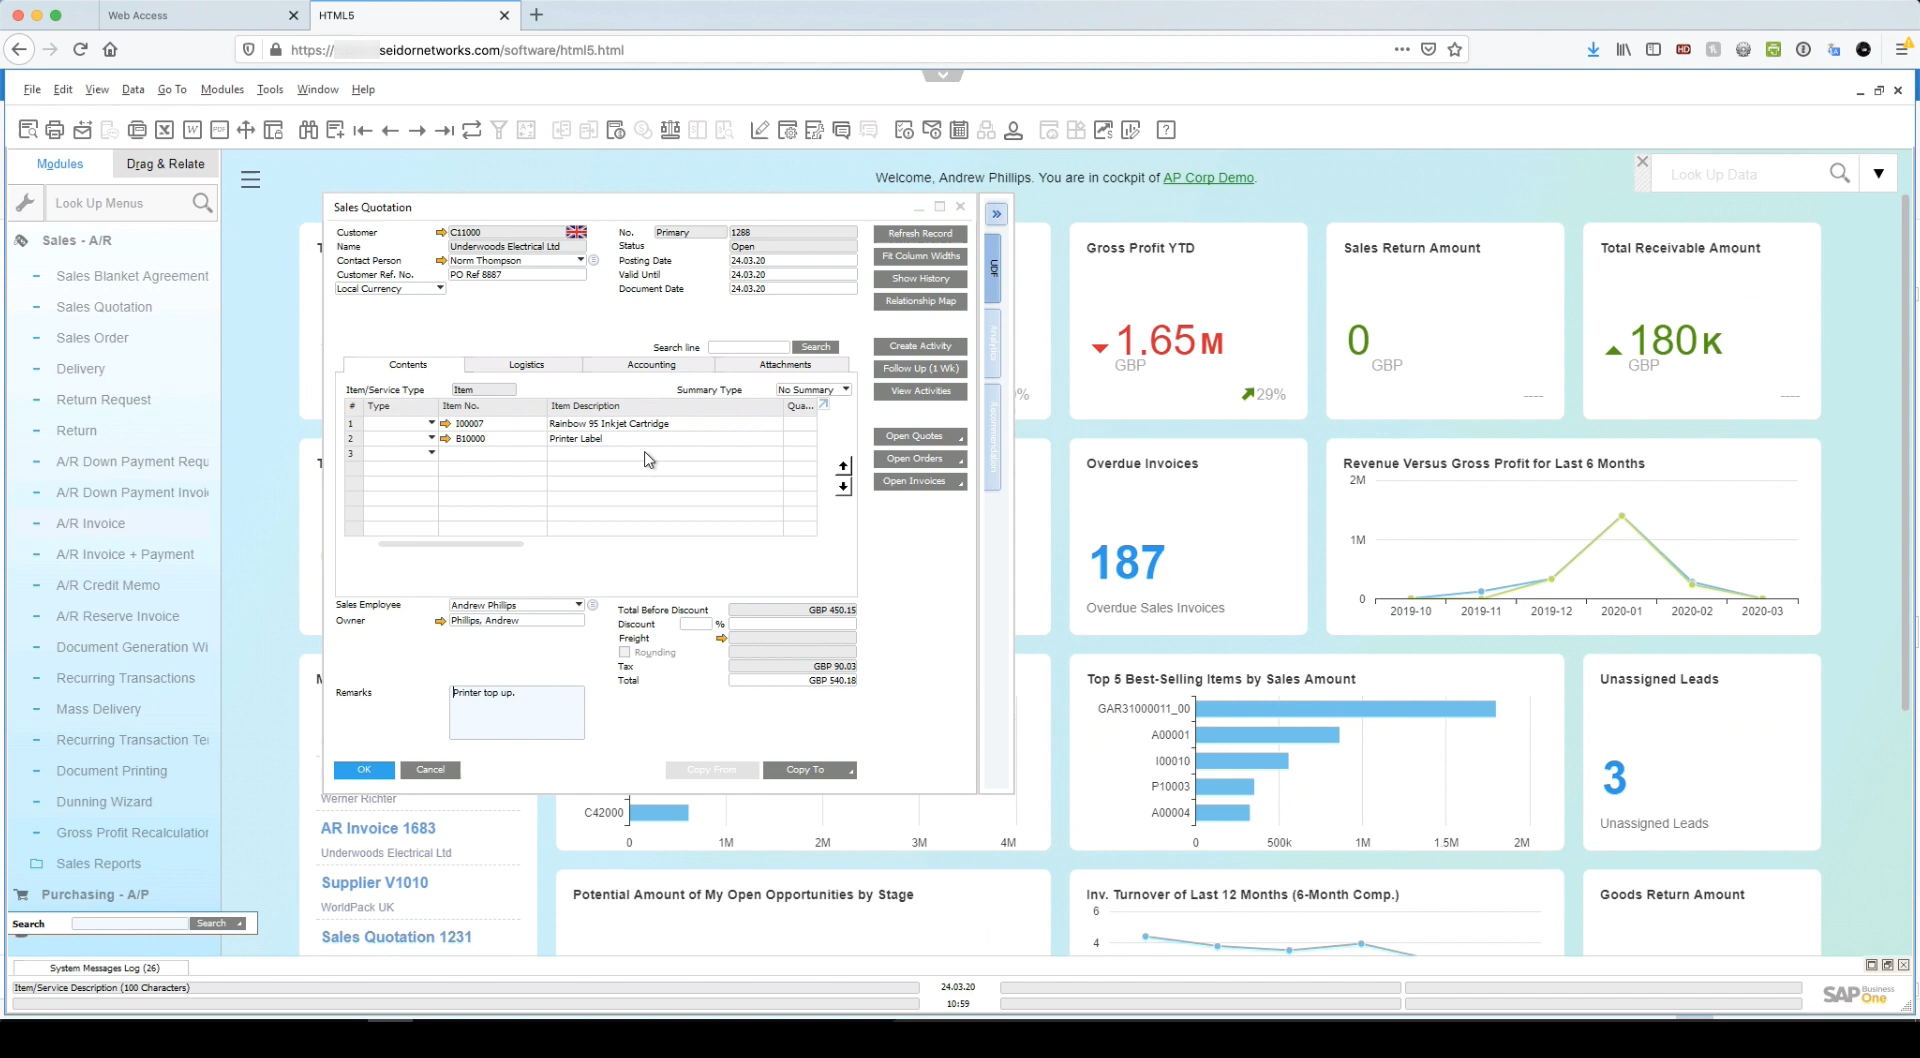 Web Access
HTML5
https://
seidornetworks.com/software/html5.html
File Edit View Data Go To Modules Tools Window Help
Modules
Drag & Relate
Look Up Menus
Sales - A/R
Sales Blanket Agreement
Sales Quotation
Sales Order
Delivery
Return Request
Return
A/R Down Payment Requ
A/R Down Payment Invoi
A/R Invoice
A/R Invoice + Payment
A/R Credit Memo
A/R Reserve Invoice
Document Generation Wi
Recurring Transactions
Mass Delivery
Recurring Transaction Te
Document Printing
Dunning Wizard
Gross Profit Recalculation
Sales Reports
Purchasing - A/P
Search
Search
Welcome, Andrew Phillips. You are in cockpit of AP Corp Demo.
Look Up Data
Sales Quotation
Customer C11000
Name Underwoods Electrical Ltd
Contact Person Norm Thompson
Customer Ref. No. PO Ref 8887
Local Currency
No. Primary 1288
Status Open
Posting Date 24.03.20
Valid Until 24.03.20
Document Date 24.03.20
Refresh Record
Fit Column Widths
Show History
Relationship Map
Create Activity
Follow Up (1 Wk)
View Activities
Open Quotes
Open Orders
Open Invoices
UDF
Analytics
Recommendation
Search line Search
Contents Logistics Accounting Attachments
Item/Service Type Item Summary Type No Summary
# Type Item No. Item Description Qua...
1 I00007 Rainbow 95 Inkjet Cartridge
2 B10000 Printer Label
3
Sales Employee Andrew Phillips
Owner Phillips, Andrew
Total Before Discount GBP 450.15
Discount %
Freight
Rounding
Tax GBP 90.03
Total GBP 540.18
Remarks Printer top up.
OK Cancel Copy From Copy To
Gross Profit YTD
1.65M
GBP
29%
Sales Return Amount
0
GBP
----
Total Receivable Amount
180K
GBP
----
Overdue Invoices
187
Overdue Sales Invoices
Revenue Versus Gross Profit for Last 6 Months
2M
1M
0
2019-10 2019-11 2019-12 2020-01 2020-02 2020-03
Top 5 Best-Selling Items by Sales Amount
GAR31000011_00
A00001
I00010
P10003
A00004
0 500k 1M 1.5M 2M
Unassigned Leads
3
Unassigned Leads
Werner Richter
AR Invoice 1683
Underwoods Electrical Ltd
Supplier V1010
WorldPack UK
Sales Quotation 1231
C42000
0 1M 2M 3M 4M
Potential Amount of My Open Opportunities by Stage
Inv. Turnover of Last 12 Months (6-Month Comp.)
6
4
Goods Return Amount
System Messages Log (26)
Item/Service Description (100 Characters)
24.03.20
10:59
SAP Business One